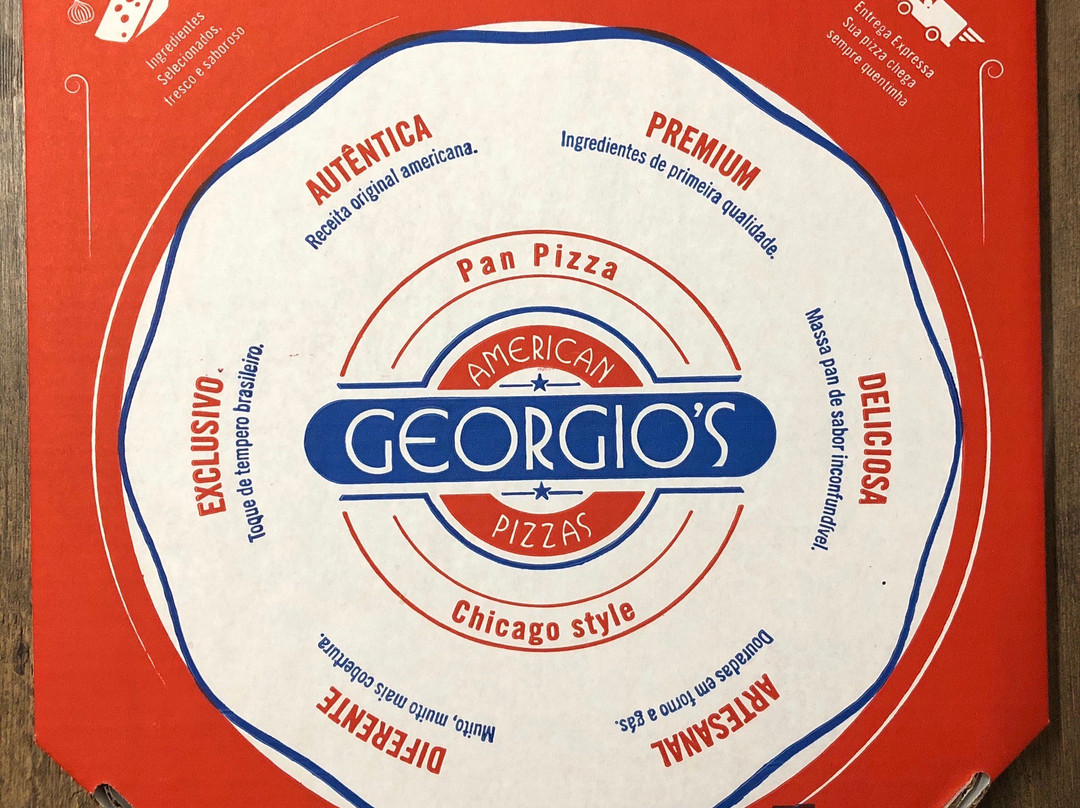 Ingredientes
Selecionados,
fresco e saboroso
Entrega Expressa
Sua pizza chega
sempre quentinha
AUTÊNTICA
Receita original americana.
PREMIUM
Ingredientes de primeira qualidade.
DELICIOSA
Massa pan de sabor inconfundível.
ARTESANAL
Douradas em forno a gás.
DIFERENTE
Muito, muito mais cobertura.
EXCLUSIVO
Toque de tempero brasileiro.
Pan Pizza
AMERICAN
GEORGIO'S
PIZZAS
Chicago style